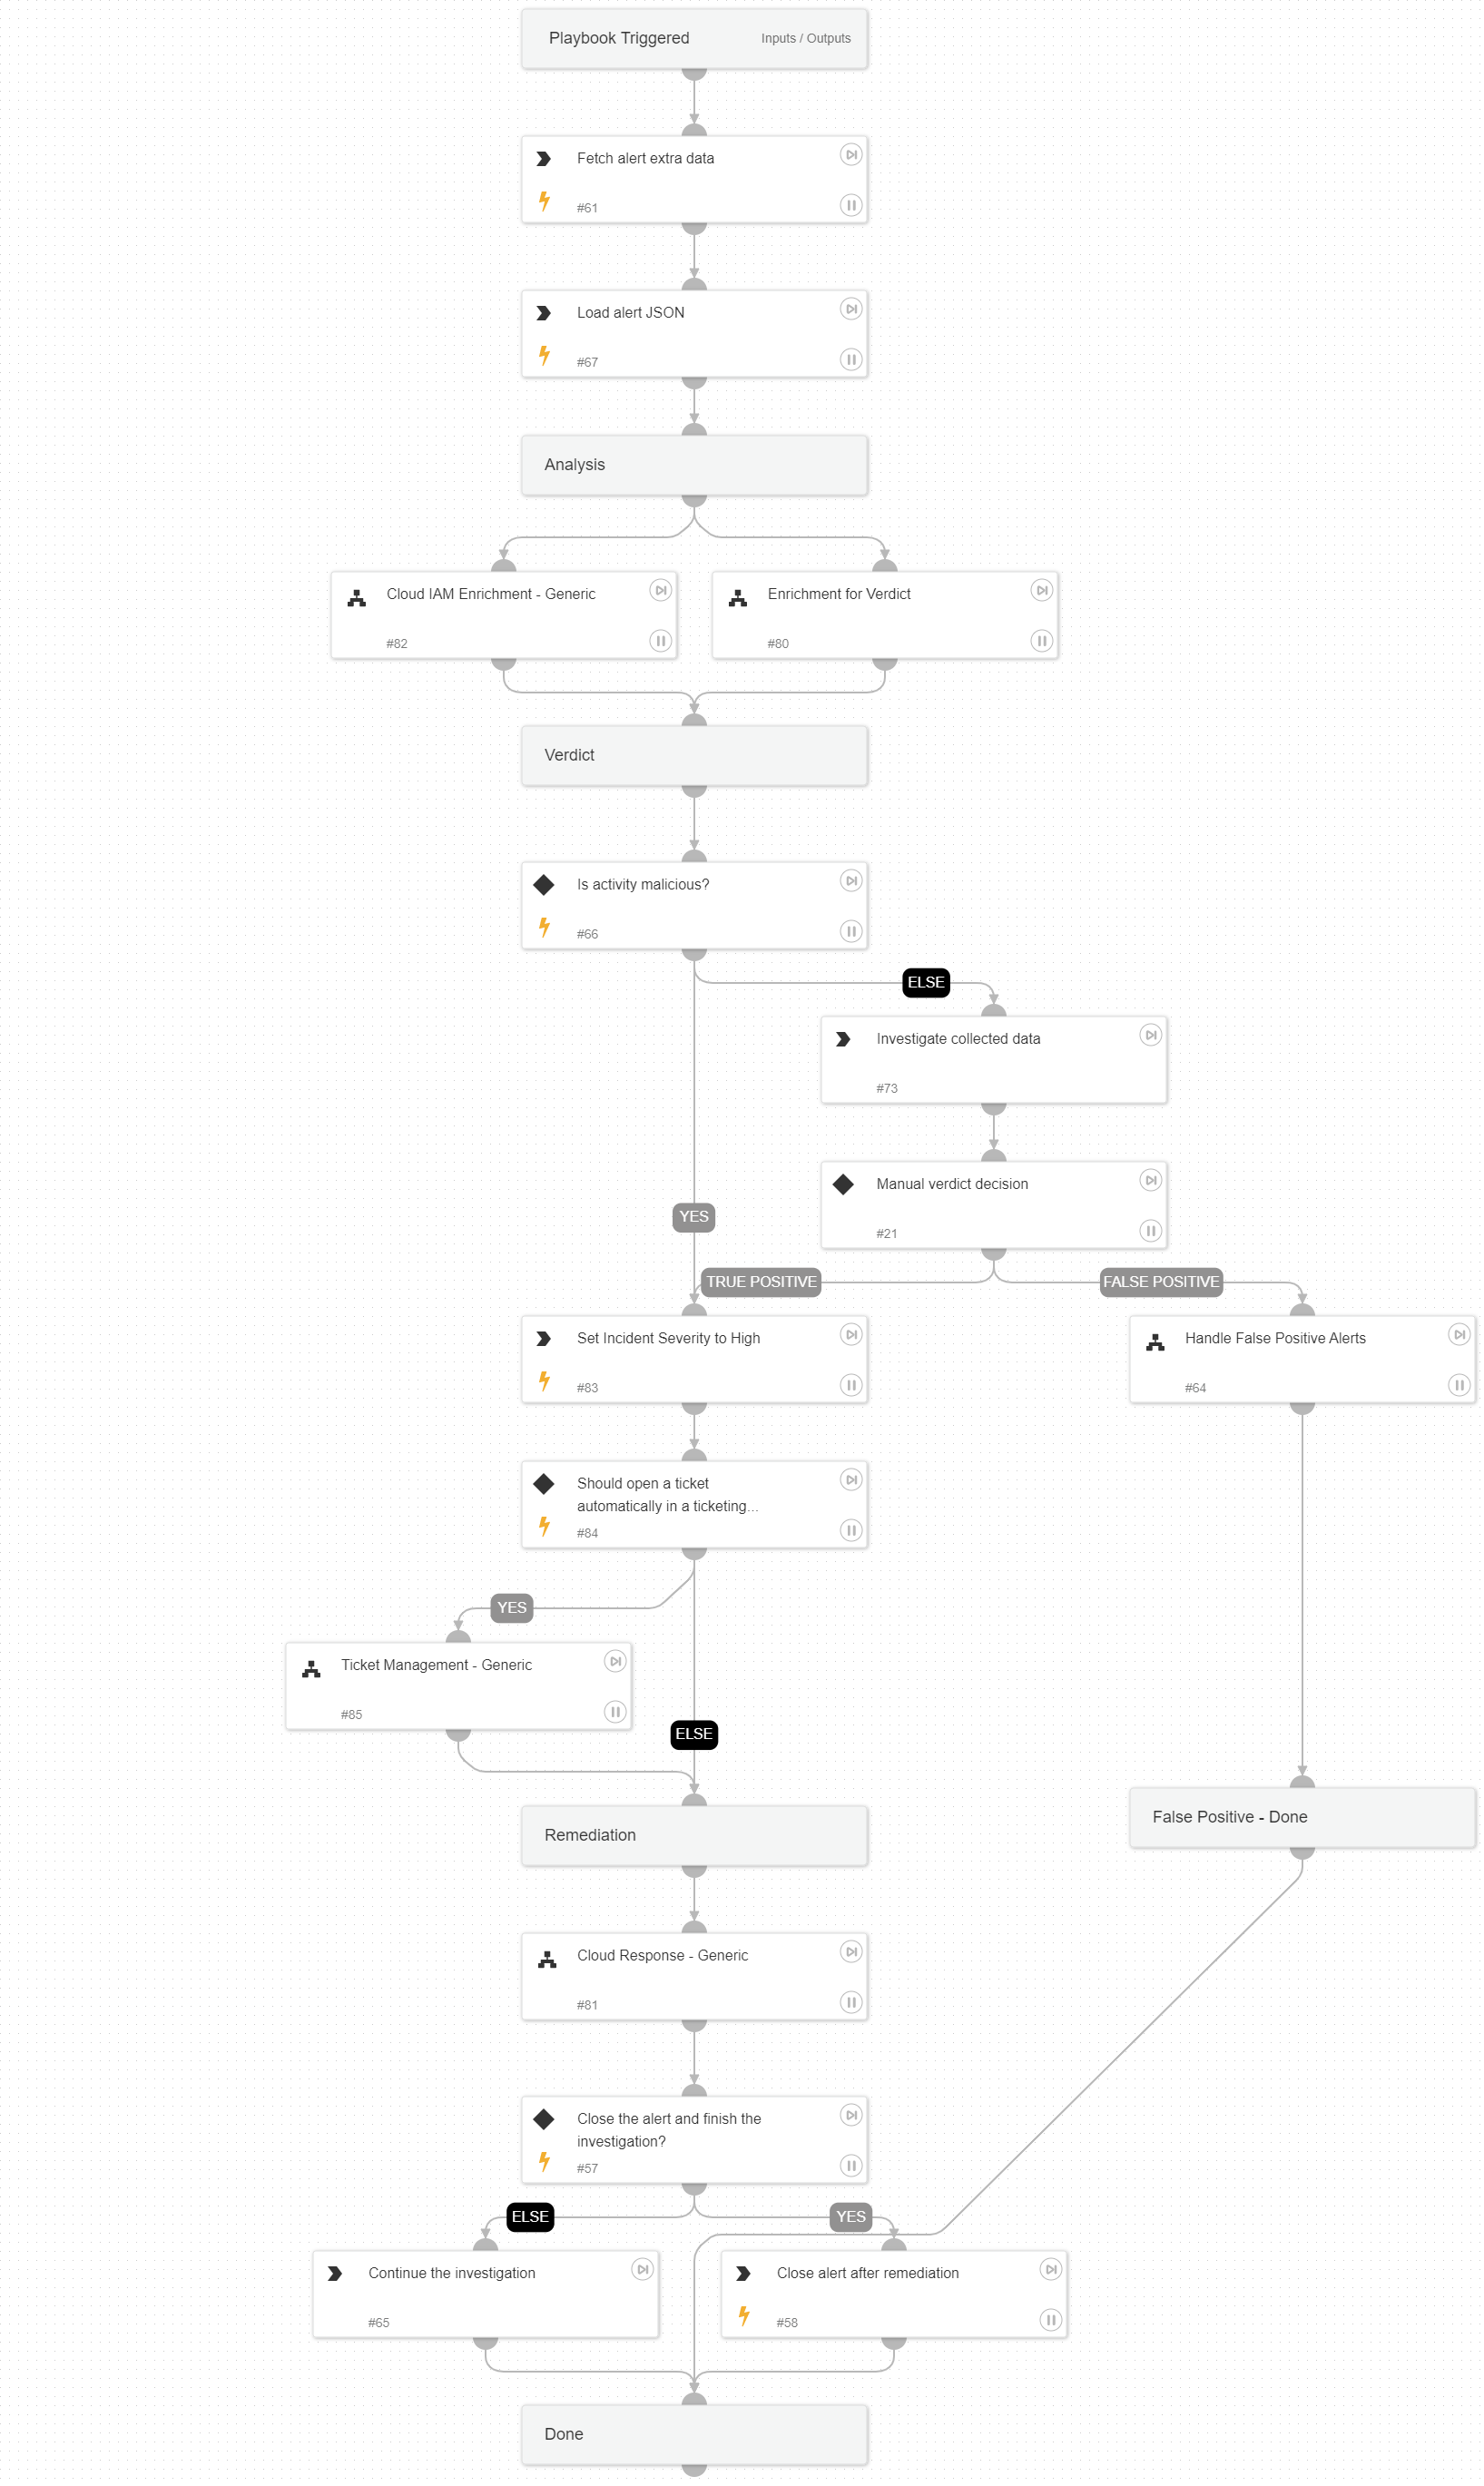 Playbook Triggered
Inputs / Outputs
Fetch alert extra data
#61
Load alert JSON
#67
Analysis
Cloud IAM Enrichment - Generic
#82
Enrichment for Verdict
#80
Verdict
Is activity malicious?
#66
ELSE
Investigate collected data
#73
Manual verdict decision
#21
YES
TRUE POSITIVE
FALSE POSITIVE
Set Incident Severity to High
#83
Handle False Positive Alerts
#64
Should open a ticket
automatically in a ticketing...
#84
YES
Ticket Management - Generic
#85
ELSE
Remediation
False Positive - Done
Cloud Response - Generic
#81
Close the alert and finish the
investigation?
#57
ELSE
YES
Continue the investigation
#65
Close alert after remediation
#58
Done